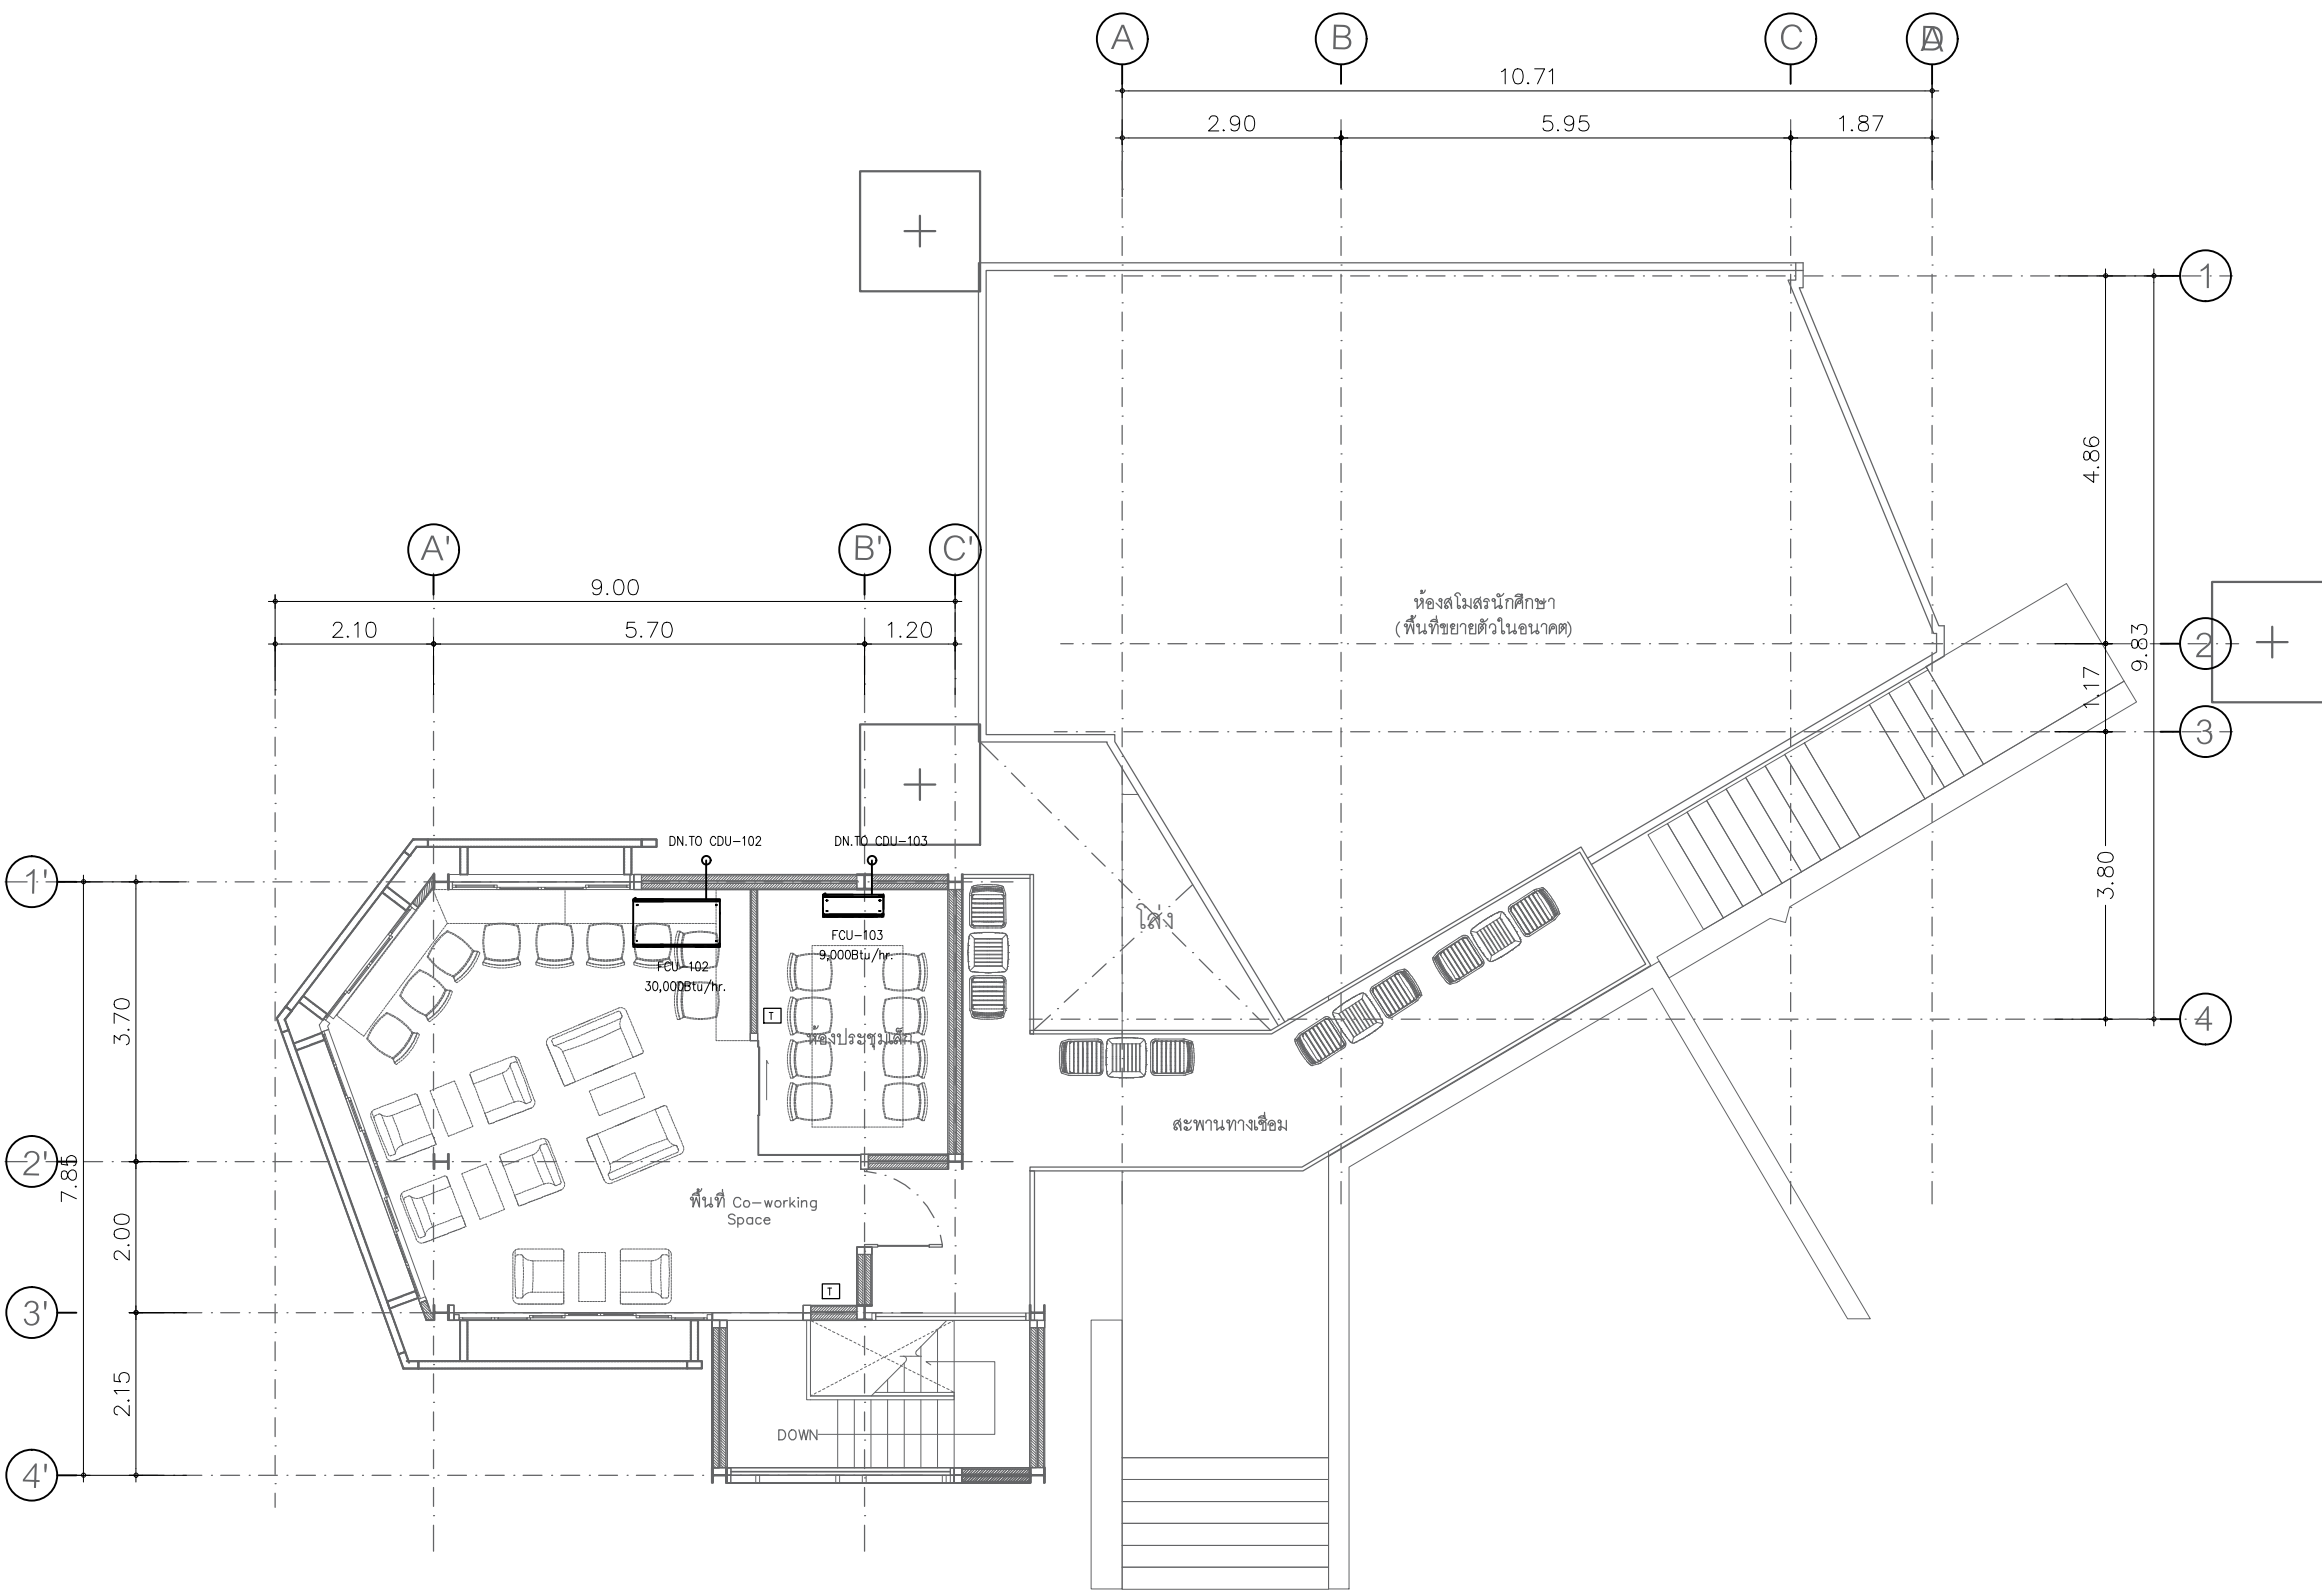 A
B
C
D
A
10.71
2.90
5.95
1.87
1
4.86
A'
B'
C'
9.00
2.10
5.70
1.20
ห้องสโมสรนักศึกษา
(พื้นที่ขยายตัวในอนาคต)
9.83
2
1.17
3
DN.TO CDU-102
DN.TO CDU-103
1'
3.80
โล่ง
FCU-103
9,000Btu/hr.
FCU-102
30,000Btu/hr.
3.70
T
ห้องประชุมเล็ก
4
สะพานทางเชื่อม
2'
7.85
พื้นที่ Co-working
Space
2.00
T
3'
2.15
DOWN
4'